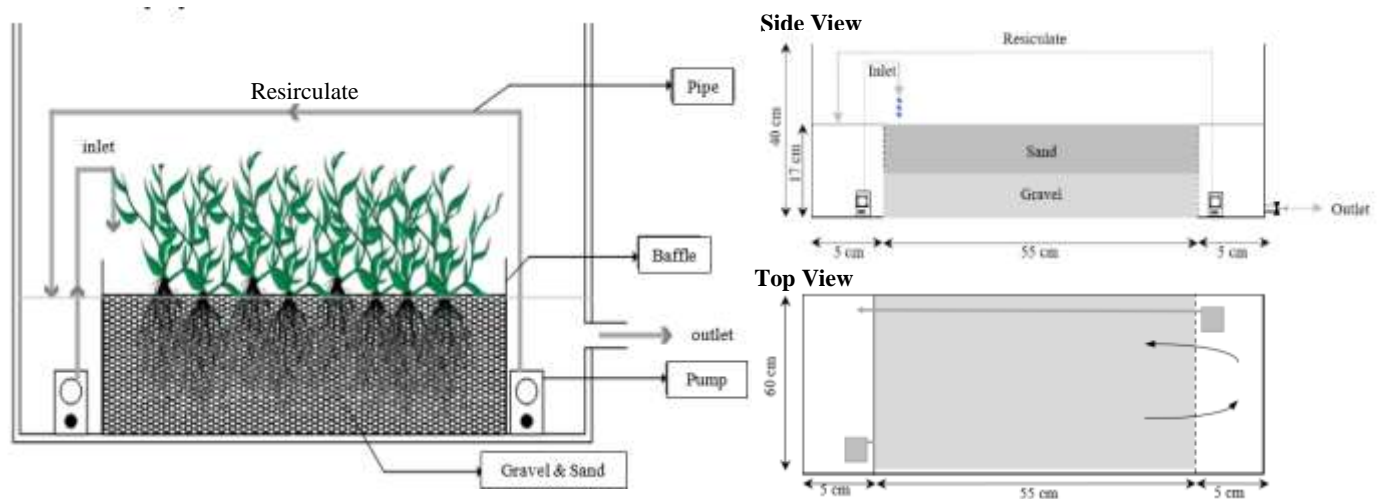 Resirculate
inlet
Pipe
Baffle
outlet
Pump
Gravel & Sand
Side View
Resiculate
Inlet
40 cm
17 cm
Sand
Gravel
Outlet
5 cm
55 cm
5 cm
Top View
60 cm
5 cm
55 cm
5 cm